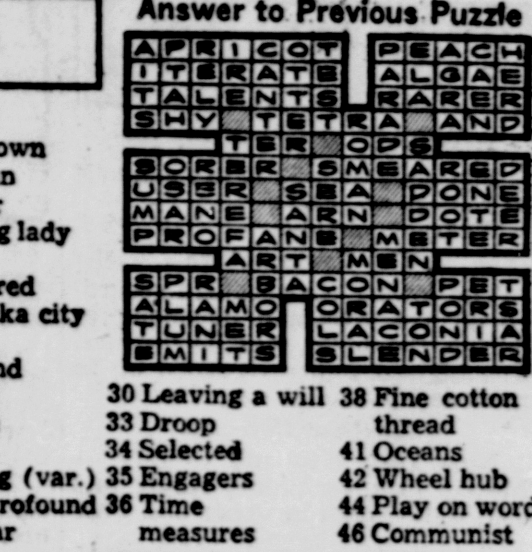 Answer to Previous Puzzle
APRICOT PEACH
ITERATE ALGAE
TALENTS RARER
SHY TETRA AND
TER ODS
SORER SMEARED
USER SEA DONE
MANE ARN DOTE
PROFANE METER
ART MEN
SPR BACON PET
ALAMO ORATORS
TUNER LACONIA
EMITS SLENDER
own
n
g lady
red
ka city
nd
g (var.)
rofound
ar
30 Leaving a will
33 Droop
34 Selected
35 Engagers
36 Time
measures
38 Fine cotton
thread
41 Oceans
42 Wheel hub
44 Play on word
46 Communist